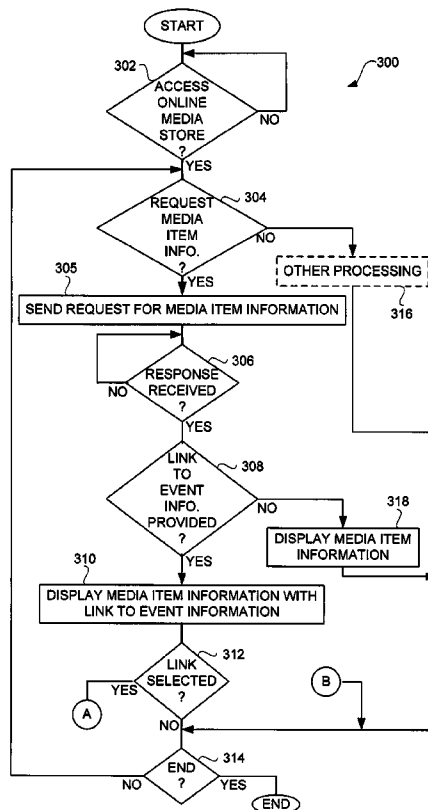 START
302
300
ACCESS
ONLINE
MEDIA
STORE
?
NO
YES
304
REQUEST
MEDIA
ITEM
INFO.
?
NO
YES
OTHER PROCESSING
316
305
SEND REQUEST FOR MEDIA ITEM INFORMATION
306
RESPONSE
RECEIVED
?
NO
YES
308
LINK
TO
EVENT
INFO.
PROVIDED
?
NO
YES
318
DISPLAY MEDIA ITEM
INFORMATION
310
DISPLAY MEDIA ITEM INFORMATION WITH
LINK TO EVENT INFORMATION
312
LINK
SELECTED
?
YES
NO
A
B
314
END
?
NO
YES
END